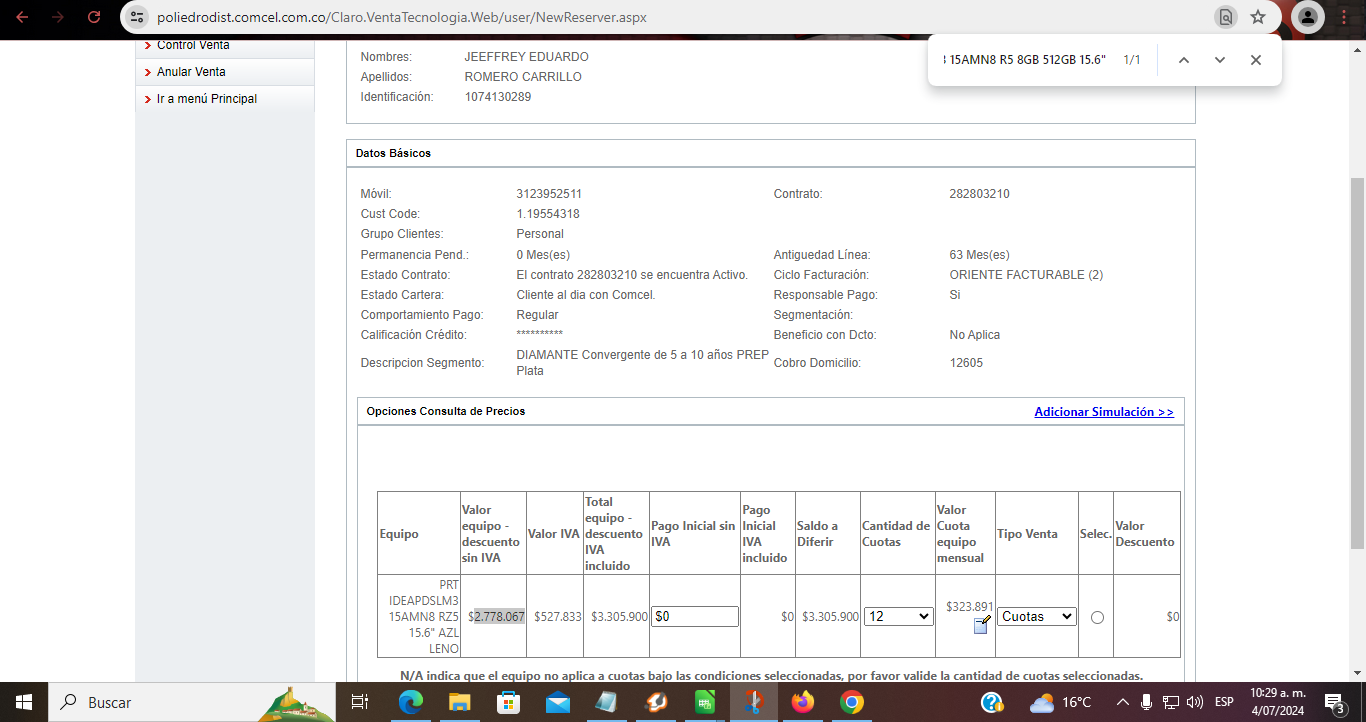 poliedrodist.comcel.com.co/Claro.VentaTecnologia.Web/user/NewReserver.aspx
15AMN8 R5 8GB 512GB 15.6" 1/1
Control Venta
Anular Venta
Ir a menú Principal
Nombres: JEEFFREY EDUARDO
Apellidos: ROMERO CARRILLO
Identificación: 1074130289
Datos Básicos
Móvil: 3123952511 Contrato: 282803210
Cust Code: 1.19554318
Grupo Clientes: Personal
Permanencia Pend.: 0 Mes(es) Antiguedad Línea: 63 Mes(es)
Estado Contrato: El contrato 282803210 se encuentra Activo. Ciclo Facturación: ORIENTE FACTURABLE (2)
Estado Cartera: Cliente al dia con Comcel. Responsable Pago: Si
Comportamiento Pago: Regular Segmentación:
Calificación Crédito: ********** Beneficio con Dcto: No Aplica
Descripcion Segmento: DIAMANTE Convergente de 5 a 10 años PREP Plata Cobro Domicilio: 12605
Opciones Consulta de Precios Adicionar Simulación >>
Equipo
Valor equipo - descuento sin IVA
Valor IVA
Total equipo - descuento IVA incluido
Pago Inicial sin IVA
Pago Inicial IVA incluido
Saldo a Diferir
Cantidad de Cuotas
Valor Cuota equipo mensual
Tipo Venta
Selec.
Valor Descuento
PRT
IDEAPDSLM3
15AMN8 RZ5
15.6" AZL
LENO
$2.778.067 $527.833 $3.305.900 $0 $0 $3.305.900 12 $323.891 Cuotas $0
N/A indica que el equipo no aplica a cuotas bajo las condiciones seleccionadas, por favor valide la cantidad de cuotas seleccionadas.
Buscar
16°C
ESP
10:29 a. m.
4/07/2024
3